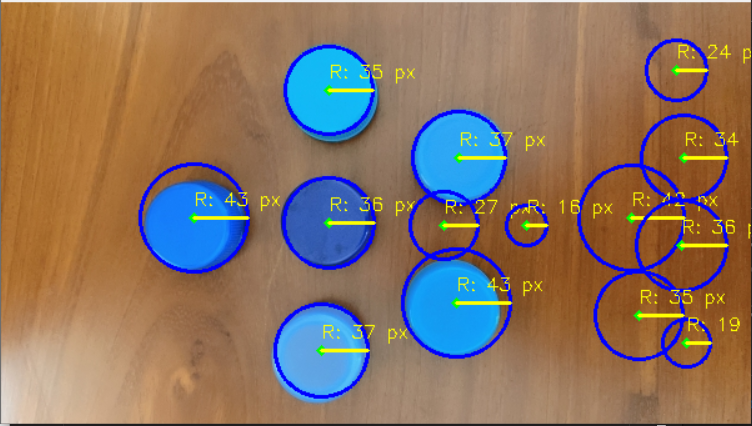 R: 24 p
R: 35 px
R: 37 px
R: 34
R: 43 px
R: 36 px
R: 27 px
R: 16 px
R: 42 px
R: 36 p
R: 43 px
R: 35 px
R: 37 px
R: 19